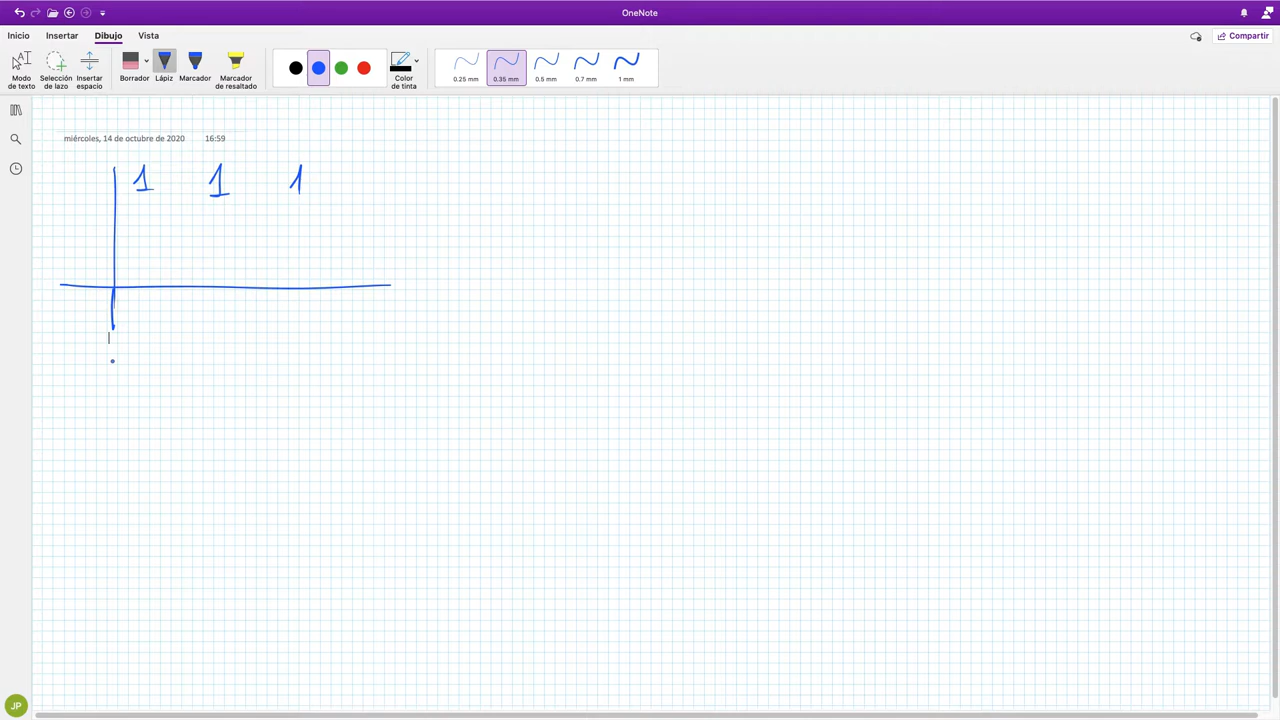 OneNote
Inicio Insertar Dibujo Vista
Compartir
Modo de texto
Selección de lazo
Insertar espacio
Borrador
Lápiz
Marcador
Marcador de resaltado
Color de tinta
0.25 mm
0.35 mm
0.5 mm
0.7 mm
1 mm
miércoles, 14 de octubre de 2020 16:59
1 1 1
JP